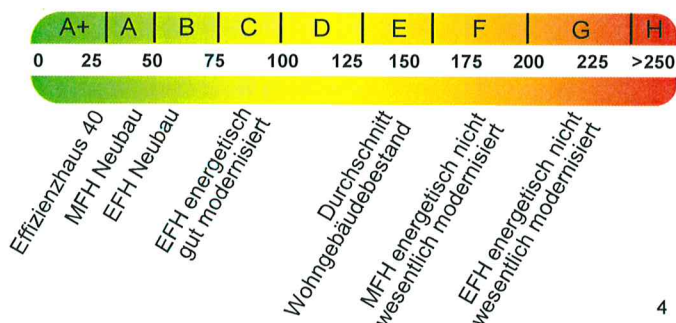 A+ A B C D E F G H
0 25 50 75 100 125 150 175 200 225 >250
Effizienzhaus 40
MFH Neubau
EFH Neubau
EFH energetisch
gut modernisiert
Durchschnitt
Wohngebäudebestand
MFH energetisch nicht
wesentlich modernisiert
EFH energetisch nicht
wesentlich modernisiert
4